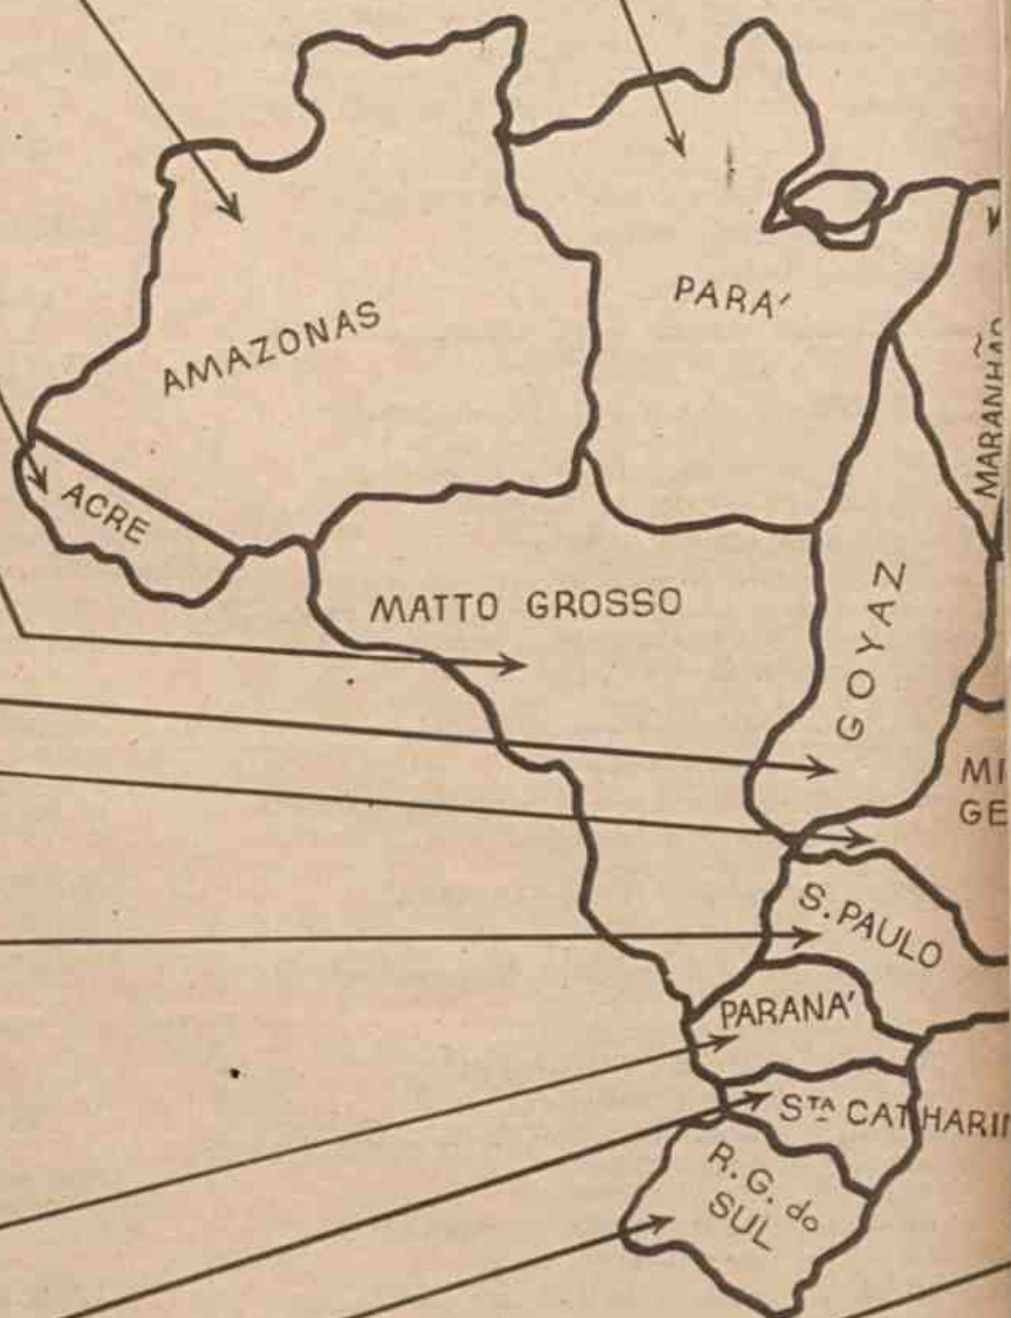 AMAZONAS
PARA'
MARANHÃO
ACRE
MATTO GROSSO
GOYAZ
MI
GE
S. PAULO
PARANA'
STA CATHARI
R. G. do
SUL